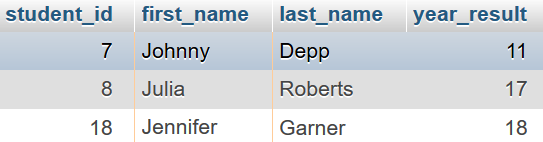 student_id first_name last_name year_result
7 Johnny Depp 11
8 Julia Roberts 17
18 Jennifer Garner 18